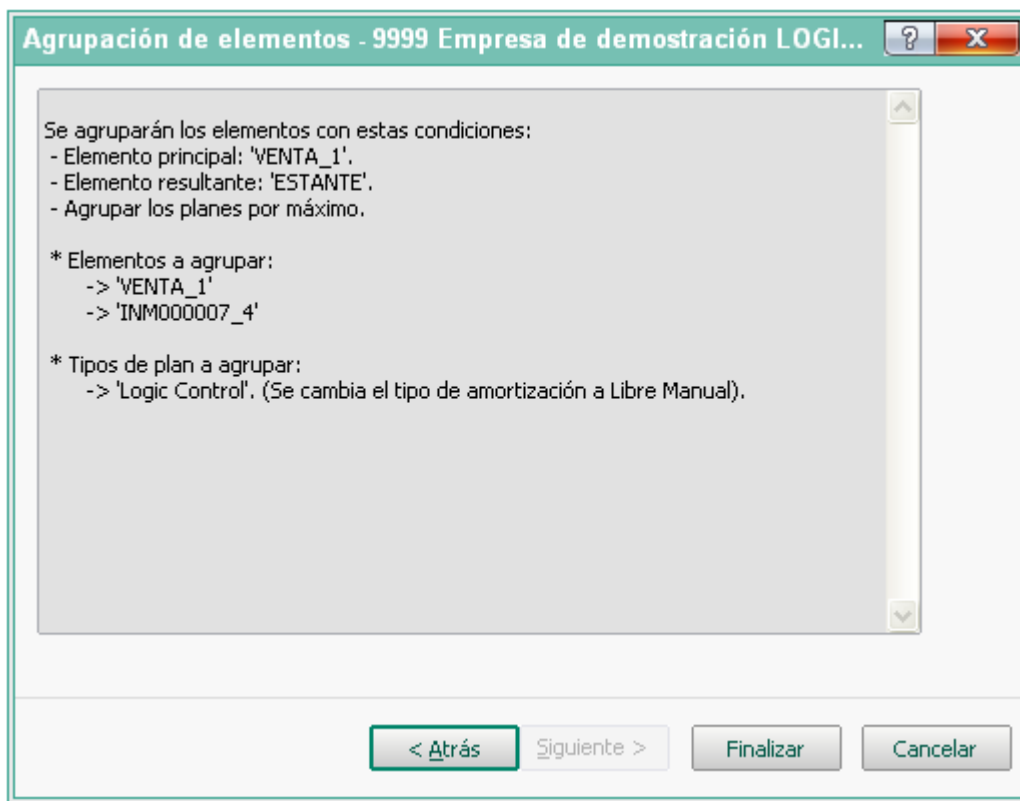 Agrupación de elementos - 9999 Empresa de demostración LOGI...
Se agruparán los elementos con estas condiciones:
- Elemento principal: 'VENTA_1'.
- Elemento resultante: 'ESTANTE'.
- Agrupar los planes por máximo.
* Elementos a agrupar:
-> 'VENTA_1'
-> 'INM000007_4'
* Tipos de plan a agrupar:
-> 'Logic Control'. (Se cambia el tipo de amortización a Libre Manual).
< Atrás Siguiente > Finalizar Cancelar